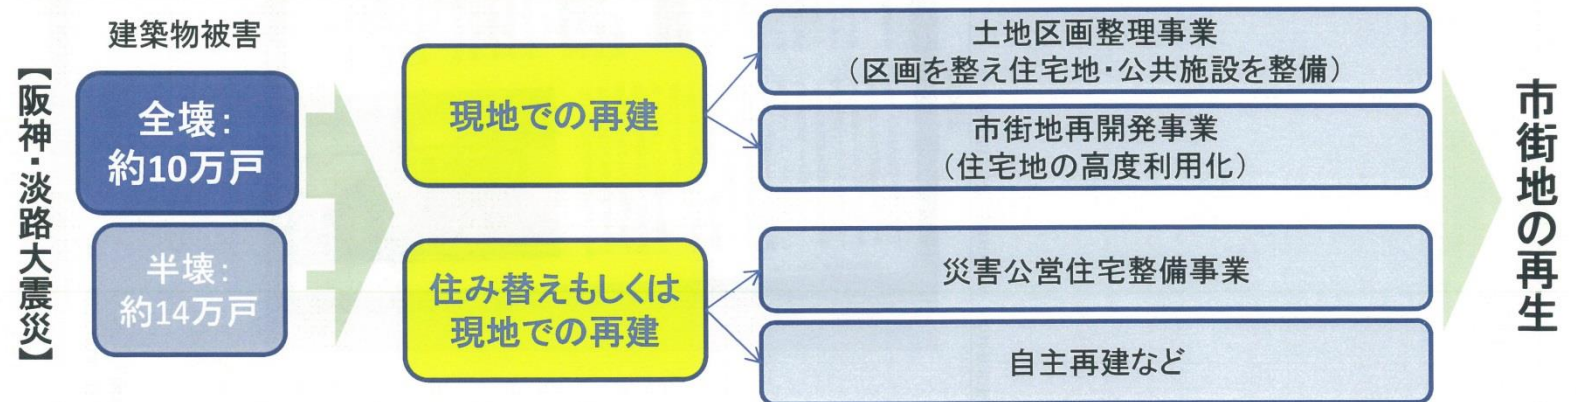 【阪神・淡路大震災】
建築物被害
全壊：
約10万戸
半壊：
約14万戸
現地での再建
住み替えもしくは
現地での再建
土地区画整理事業
（区画を整え住宅地・公共施設を整備）
市街地再開発事業
（住宅地の高度利用化）
災害公営住宅整備事業
自主再建など
市街地の再生